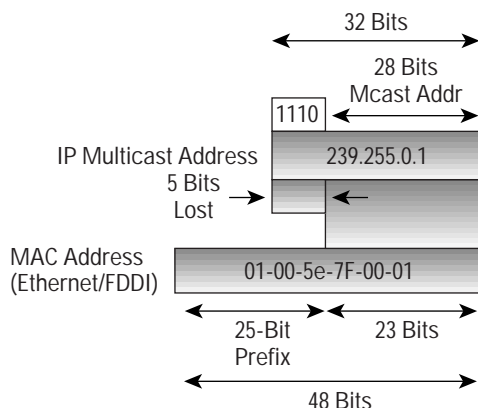 32 Bits
28 Bits
Mcast Addr
1110
IP Multicast Address
239.255.0.1
5 Bits
Lost
MAC Address
(Ethernet/FDDI)
01-00-5e-7F-00-01
25-Bit
Prefix
23 Bits
48 Bits